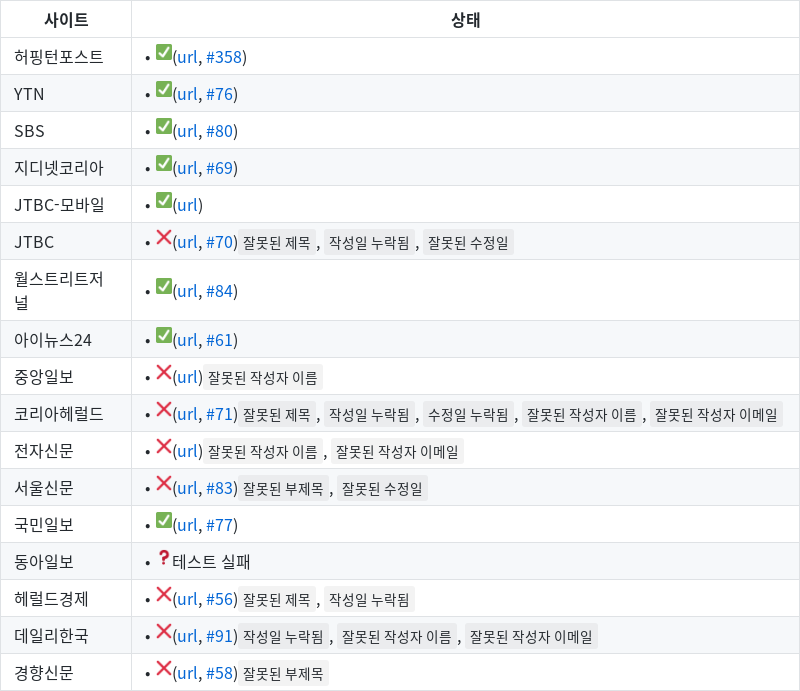 사이트 상태
허핑턴포스트 • ✅(url, #358)
YTN • ✅(url, #76)
SBS • ✅(url, #80)
지디넷코리아 • ✅(url, #69)
JTBC-모바일 • ✅(url)
JTBC • ❌(url, #70) 잘못된 제목 , 작성일 누락됨 , 잘못된 수정일
월스트리트저
널 • ✅(url, #84)
아이뉴스24 • ✅(url, #61)
중앙일보 • ❌(url) 잘못된 작성자 이름
코리아헤럴드 • ❌(url, #71) 잘못된 제목 , 작성일 누락됨 , 수정일 누락됨 , 잘못된 작성자 이름 , 잘못된 작성자 이메일
전자신문 • ❌(url) 잘못된 작성자 이름 , 잘못된 작성자 이메일
서울신문 • ❌(url, #83) 잘못된 부제목 , 잘못된 수정일
국민일보 • ✅(url, #77)
동아일보 • ❓테스트 실패
헤럴드경제 • ❌(url, #56) 잘못된 제목 , 작성일 누락됨
데일리한국 • ❌(url, #91) 작성일 누락됨 , 잘못된 작성자 이름 , 잘못된 작성자 이메일
경향신문 • ❌(url, #58) 잘못된 부제목